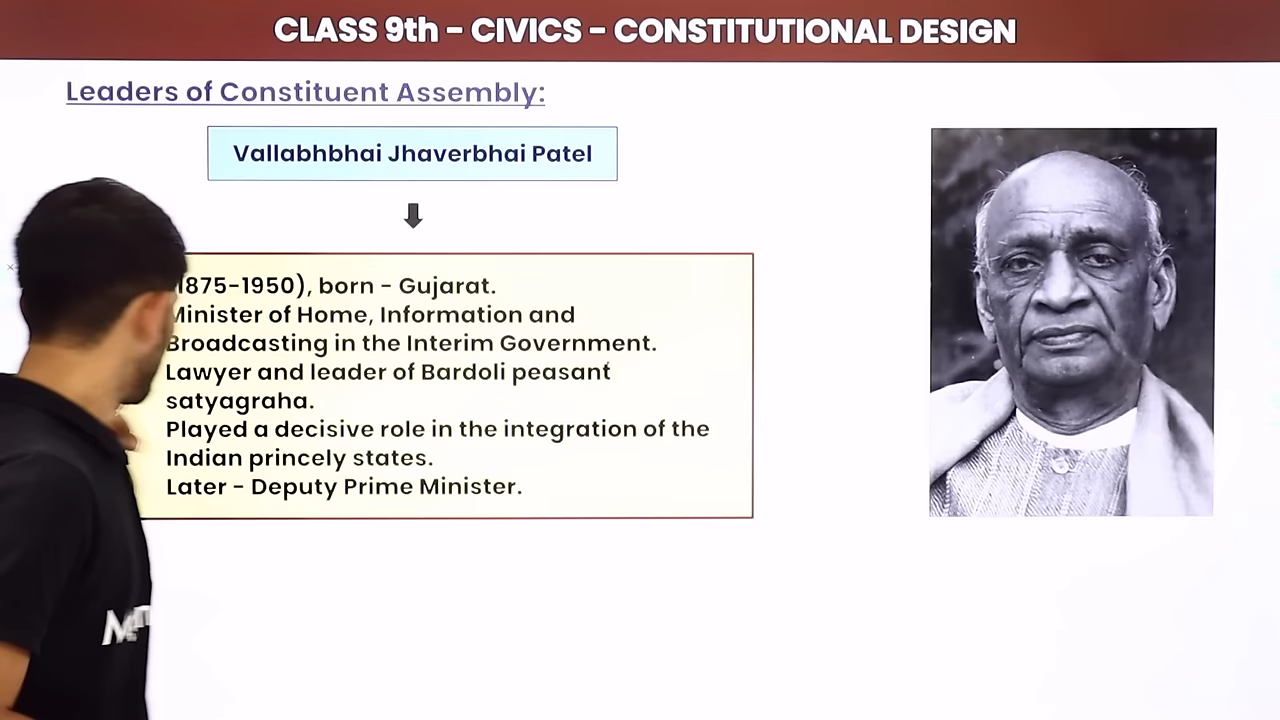 CLASS 9th - CIVICS - CONSTITUTIONAL DESIGN
Leaders of Constituent Assembly:
Vallabhbhai Jhaverbhai Patel
1875-1950), born - Gujarat.
Minister of Home, Information and
Broadcasting in the Interim Government.
Lawyer and leader of Bardoli peasant
satyagraha.
Played a decisive role in the integration of the
Indian princely states.
Later - Deputy Prime Minister.